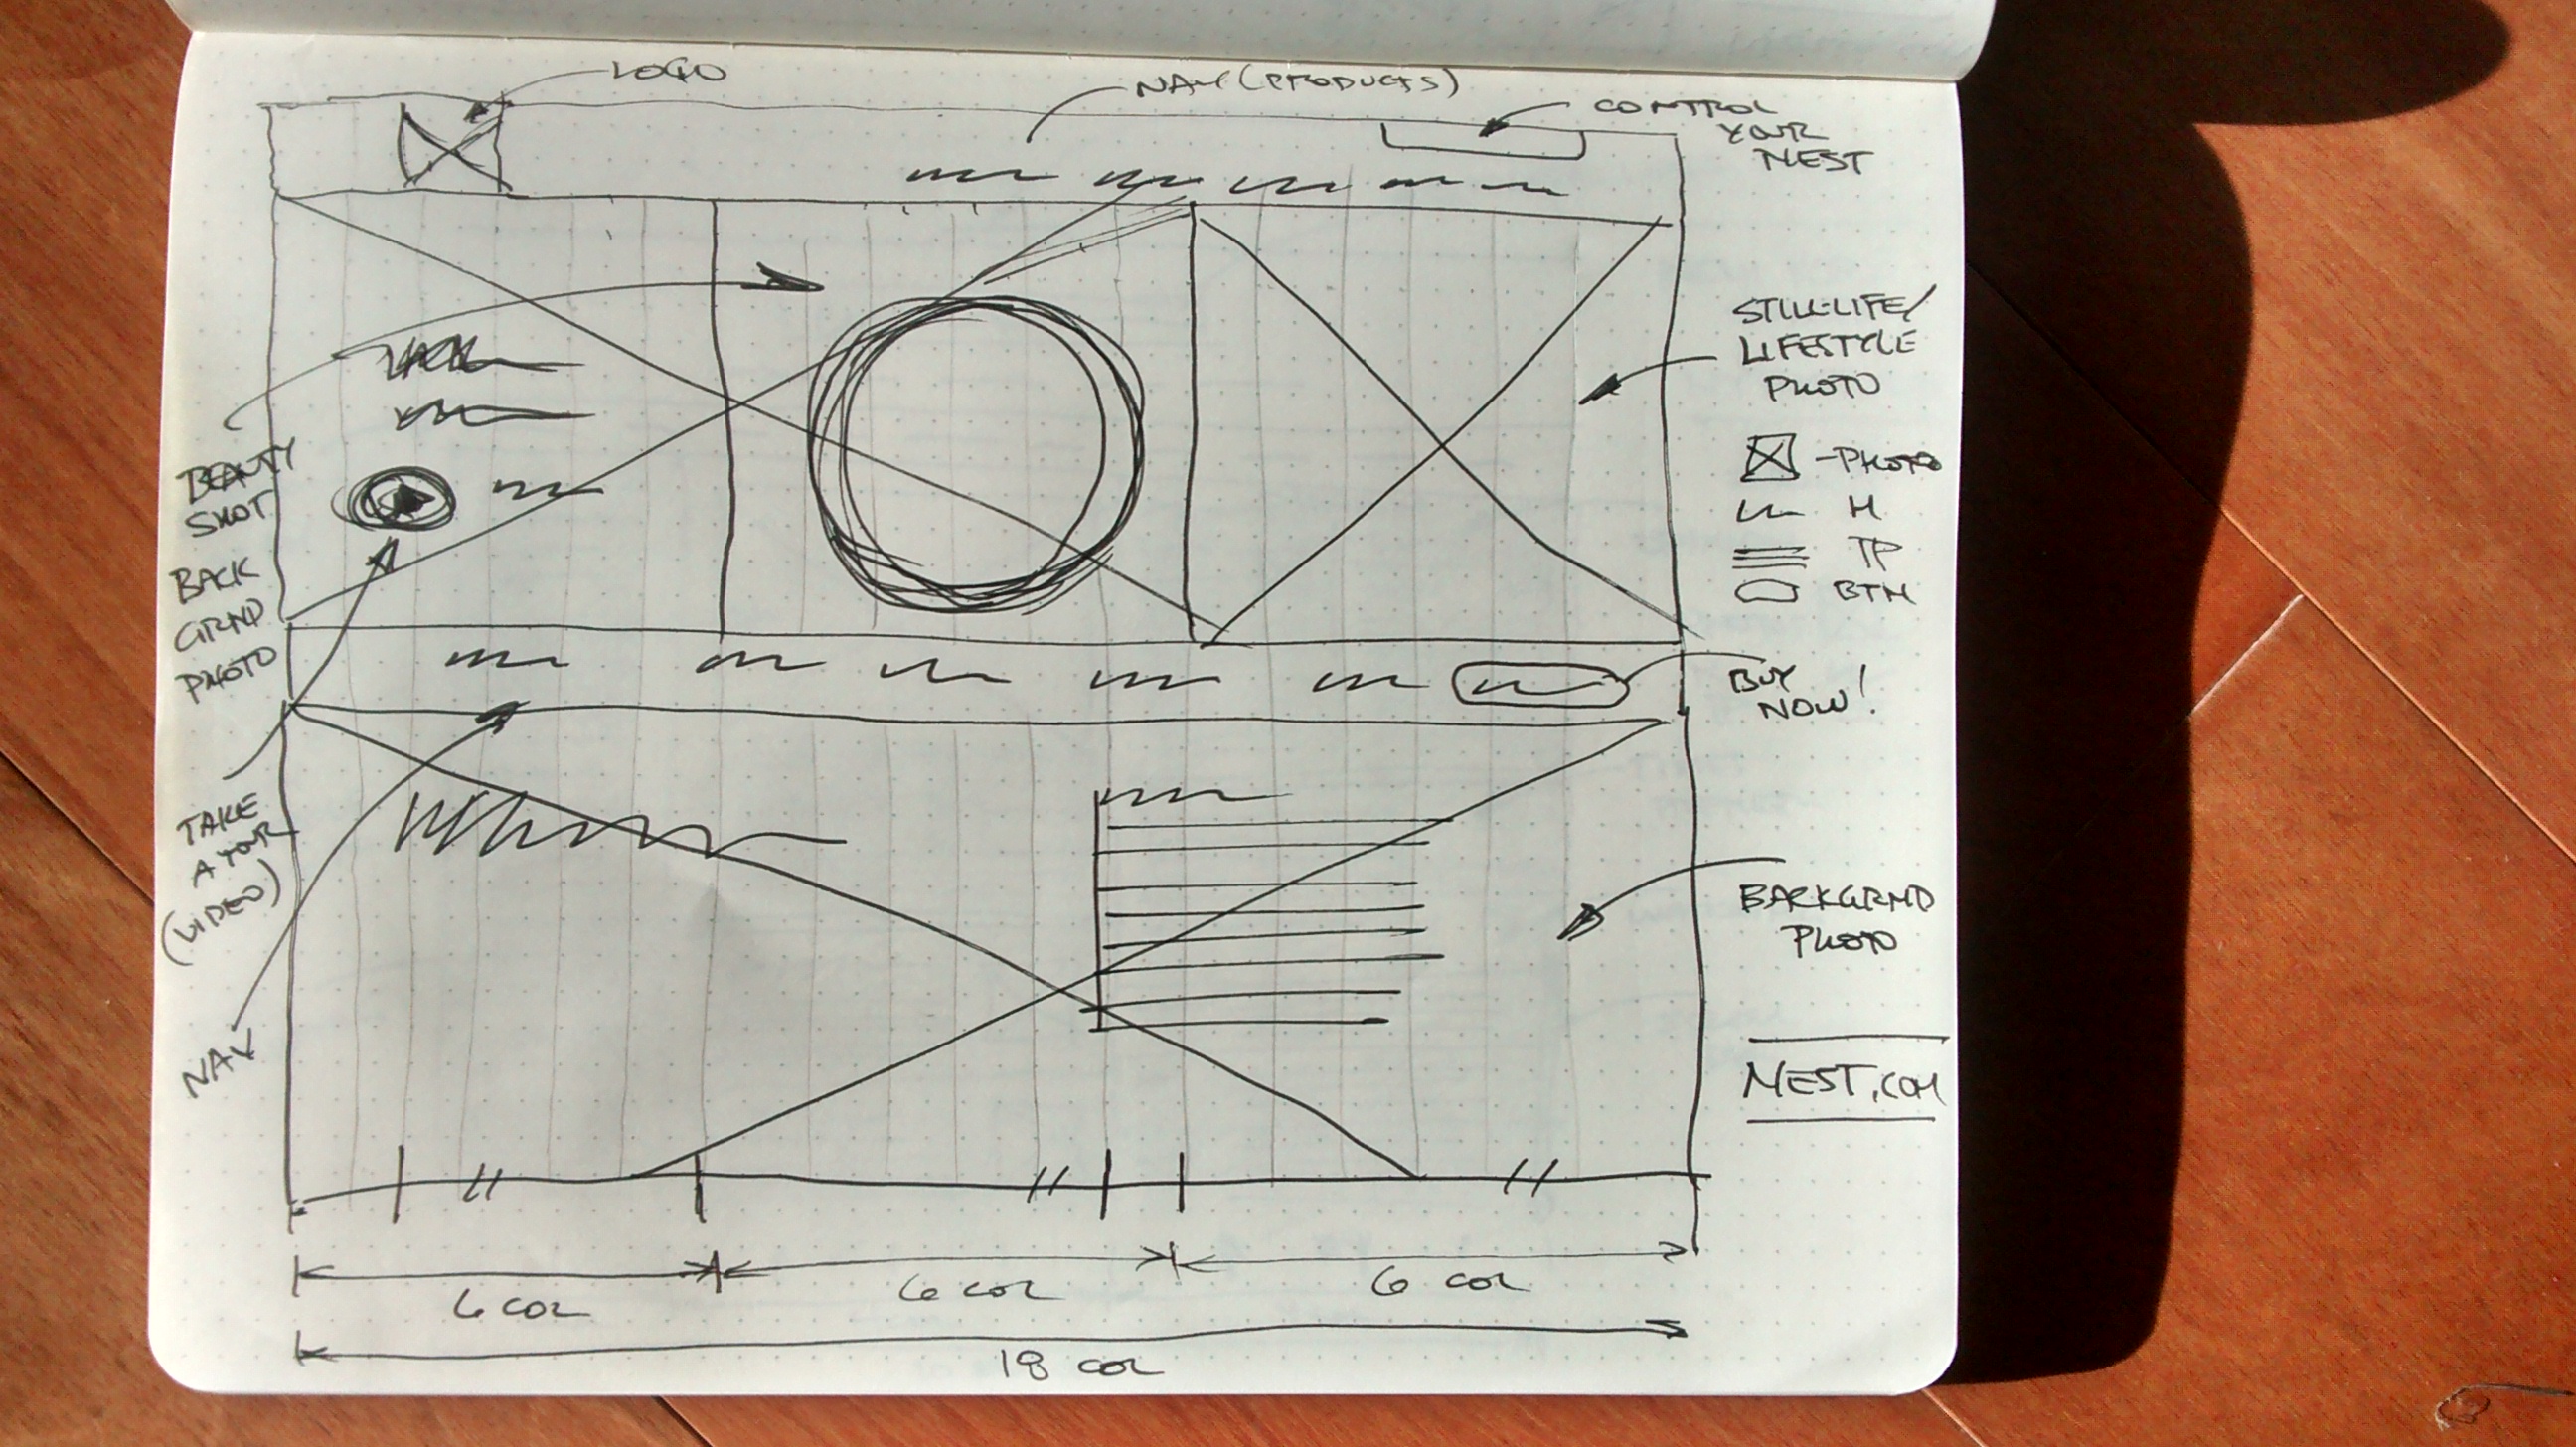 LOGO
NAV (PRODUCTS)
CONTROL
YOUR
NEST
STILL-LIFE/
LIFESTYLE
PHOTO
- PHOTO
H
TP
BTN
BUY
NOW!
BACKGRND
PHOTO
NEST.COM
BEAUTY
SHOT
BACK
GRND
PHOTO
TAKE
A TOUR
(VIDEO)
NAV
6 COL
6 COL
6 COL
18 COL